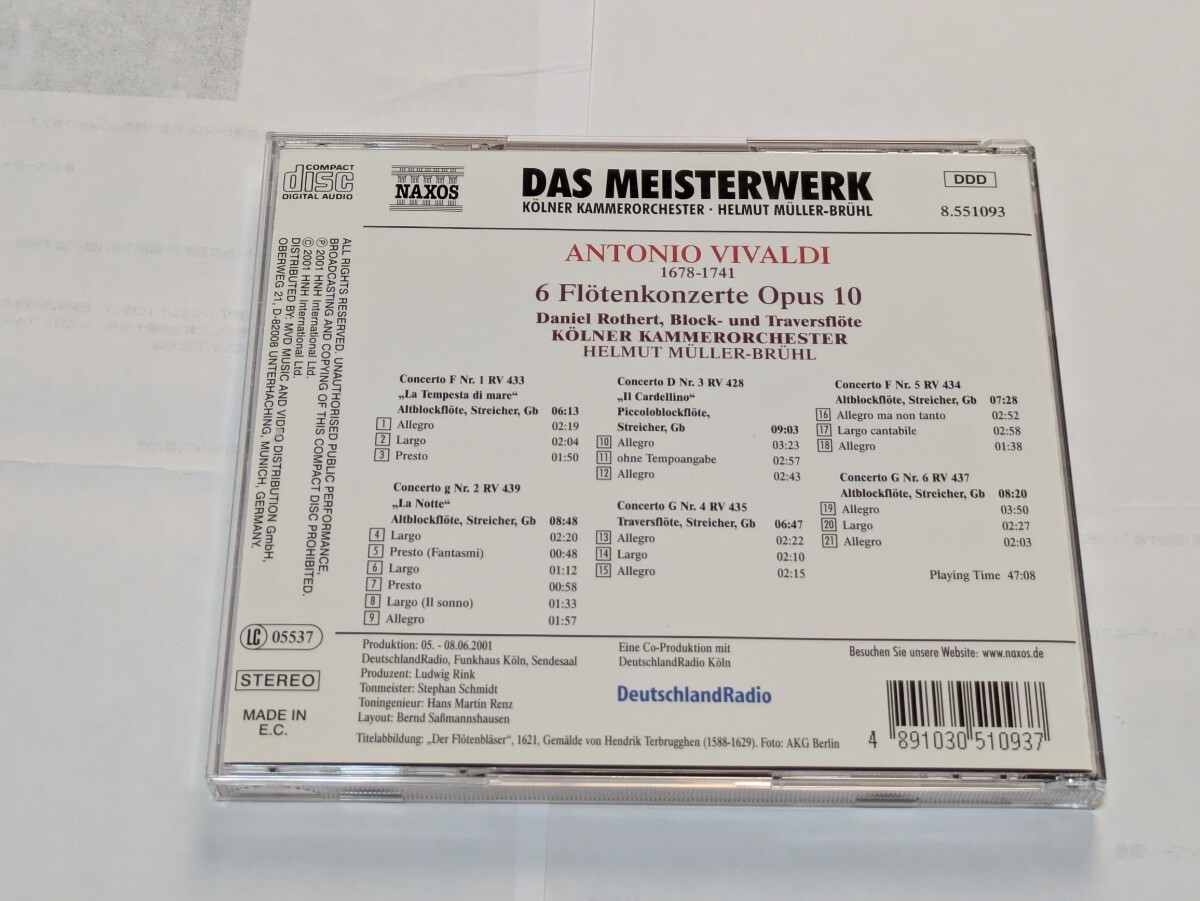 COMPACT
disc
DIGITAL AUDIO
NAXOS
DAS MEISTERWERK
KÖLNER KAMMERORCHESTER · HELMUT MÜLLER-BRÜHL
DDD
8.551093
ANTONIO VIVALDI
1678-1741
6 Flötenkonzerte Opus 10
Daniel Rothert, Block- und Traversflöte
KÖLNER KAMMERORCHESTER
HELMUT MÜLLER-BRÜHL
Concerto F Nr. 1 RV 433
„La Tempesta di mare“
Altblockflöte, Streicher, Gb 06:13
1 Allegro 02:19
2 Largo 02:04
3 Presto 01:50
Concerto g Nr. 2 RV 439
„La Notte“
Altblockflöte, Streicher, Gb 08:48
4 Largo 02:20
5 Presto (Fantasmi) 00:48
6 Largo 01:12
7 Presto 00:58
8 Largo (Il sonno) 01:33
9 Allegro 01:57
Concerto D Nr. 3 RV 428
„Il Cardellino“
Piccoloblockflöte,
Streicher, Gb 09:03
10 Allegro 03:23
11 ohne Tempoangabe 02:57
12 Allegro 02:43
Concerto G Nr. 4 RV 435
Traversflöte, Streicher, Gb 06:47
13 Allegro 02:22
14 Largo 02:10
15 Allegro 02:15
Concerto F Nr. 5 RV 434
Altblockflöte, Streicher, Gb 07:28
16 Allegro ma non tanto 02:52
17 Largo cantabile 02:58
18 Allegro 01:38
Concerto G Nr. 6 RV 437
Altblockflöte, Streicher, Gb 08:20
19 Allegro 03:50
20 Largo 02:27
21 Allegro 02:03
Playing Time 47:08
ALL RIGHTS RESERVED. UNAUTHORISED PUBLIC PERFORMANCE,
BROADCASTING AND COPYING OF THIS COMPACT DISC PROHIBITED.
℗ 2001 HNH International Ltd.
© 2001 HNH International Ltd.
DISTRIBUTED BY: MVD MUSIC AND VIDEO DISTRIBUTION GmbH,
OBERWEG 21, D-82008 UNTERHACHING, MUNICH, GERMANY.
LC 05537
STEREO
MADE IN
E.C.
Produktion: 05. - 08.06.2001
DeutschlandRadio, Funkhaus Köln, Sendesaal
Produzent: Ludwig Rink
Tonmeister: Stephan Schmidt
Toningenieur: Hans Martin Renz
Layout: Bernd Saßmannshausen
Titelabbildung: „Der Flötenbläser“, 1621, Gemälde von Hendrik Terbrugghen (1588-1629). Foto: AKG Berlin
Eine Co-Produktion mit
DeutschlandRadio Köln
DeutschlandRadio
Besuchen Sie unsere Website: www.naxos.de
4 891030 510937